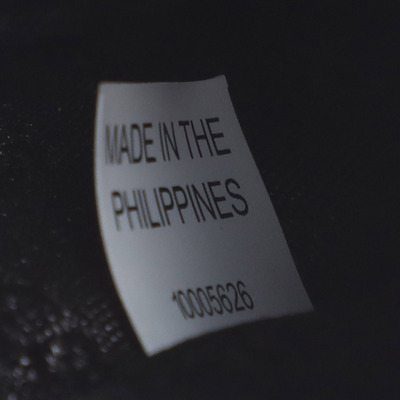 MADE IN THE
PHILIPPINES
10005626